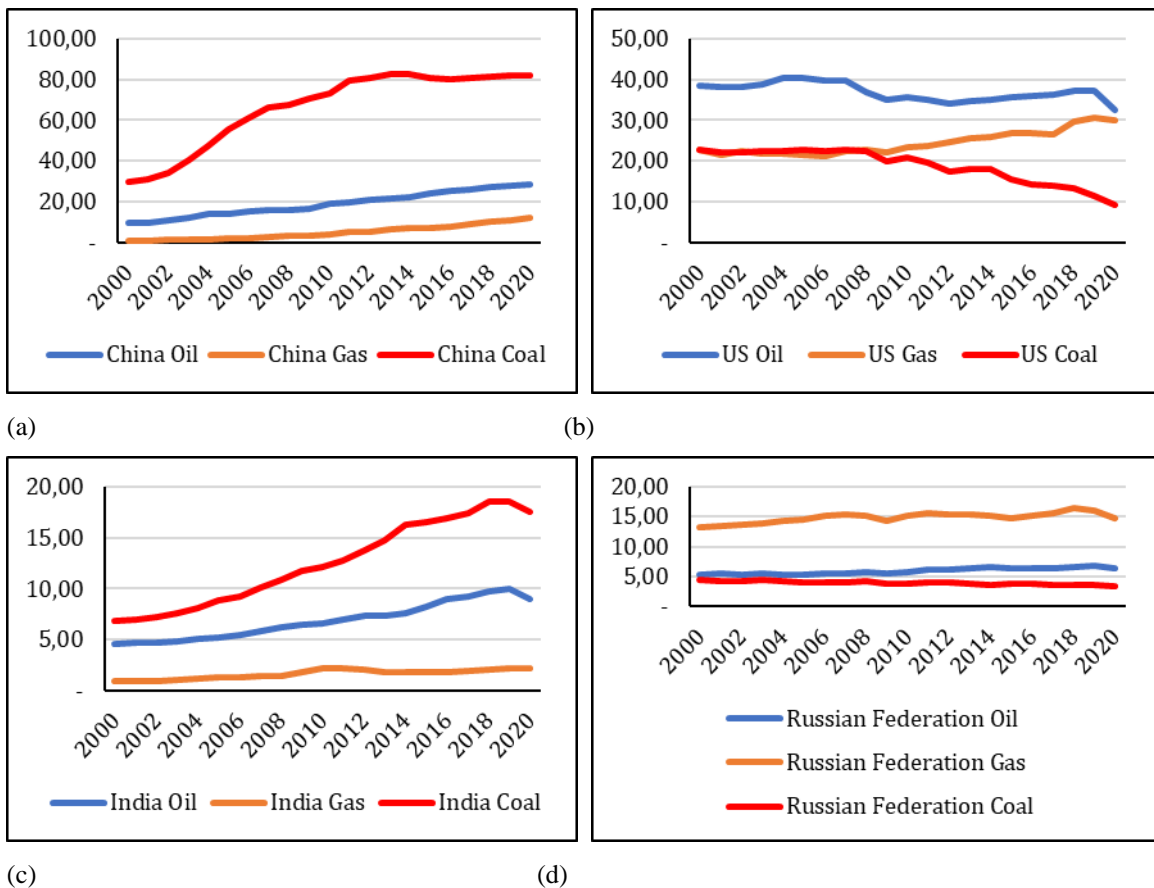 100,00
80,00
60,00
40,00
20,00
-
2000 2002 2004 2006 2008 2010 2012 2014 2016 2018 2020
China Oil China Gas China Coal
50,00
40,00
30,00
20,00
10,00
-
2000 2002 2004 2006 2008 2010 2012 2014 2016 2018 2020
US Oil US Gas US Coal
(a) (b)
20,00
15,00
10,00
5,00
-
2000 2002 2004 2006 2008 2010 2012 2014 2016 2018 2020
India Oil India Gas India Coal
20,00
15,00
10,00
5,00
-
2000 2002 2004 2006 2008 2010 2012 2014 2016 2018 2020
Russian Federation Oil
Russian Federation Gas
Russian Federation Coal
(c) (d)